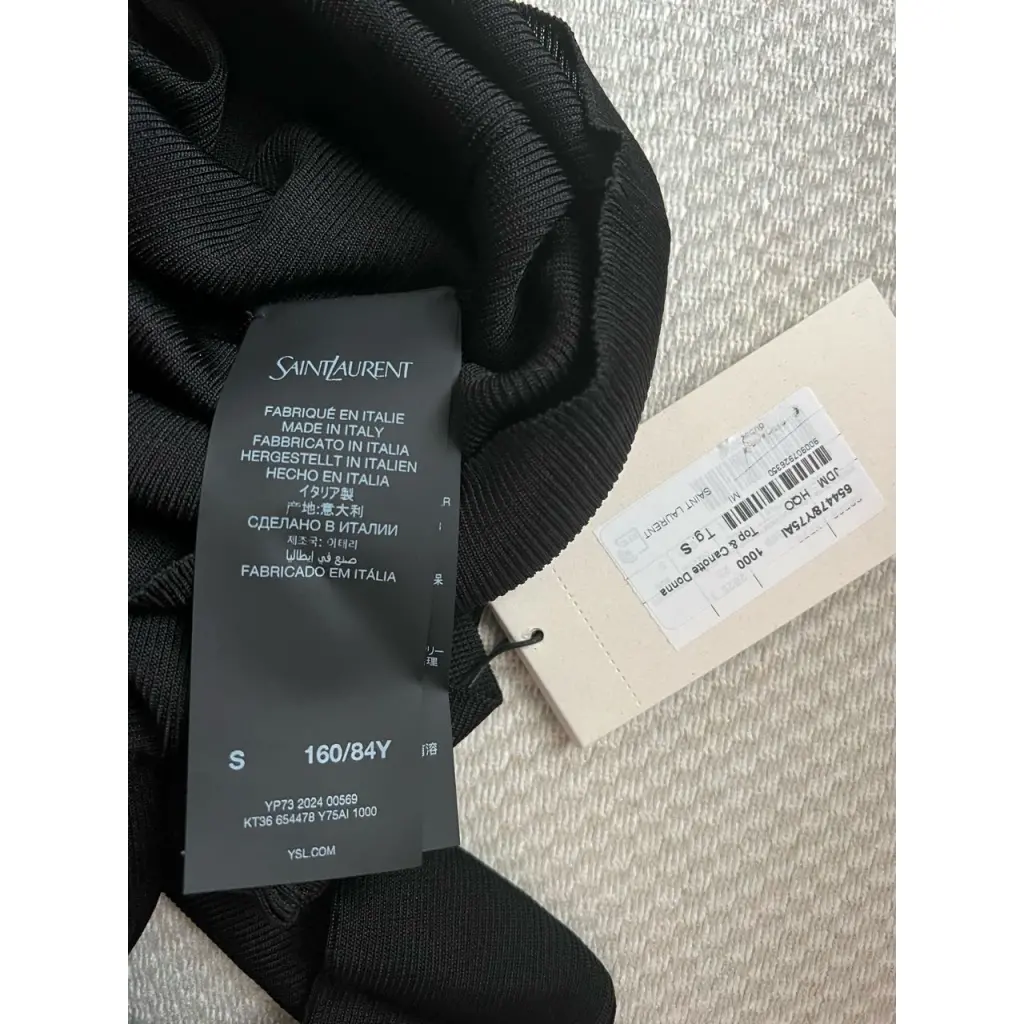 SAINT LAURENT
FABRIQUÉ EN ITALIE
MADE IN ITALY
FABBRICATO IN ITALIA
HERGESTELLT IN ITALIEN
HECHO EN ITALIA
イタリア製
产地:意大利
СДЕЛАНО В ИТАЛИИ
제조국: 이태리
صنع في إيطاليا
FABRICADO EM ITÁLIA
S 160/84Y
YP73 2024 00569
KT36 654478 Y75AI 1000
YSL.COM
654478Y75AI 1000
JDM HQO Top & Canotte Donna
MI Tg. S
SAINT LAURENT